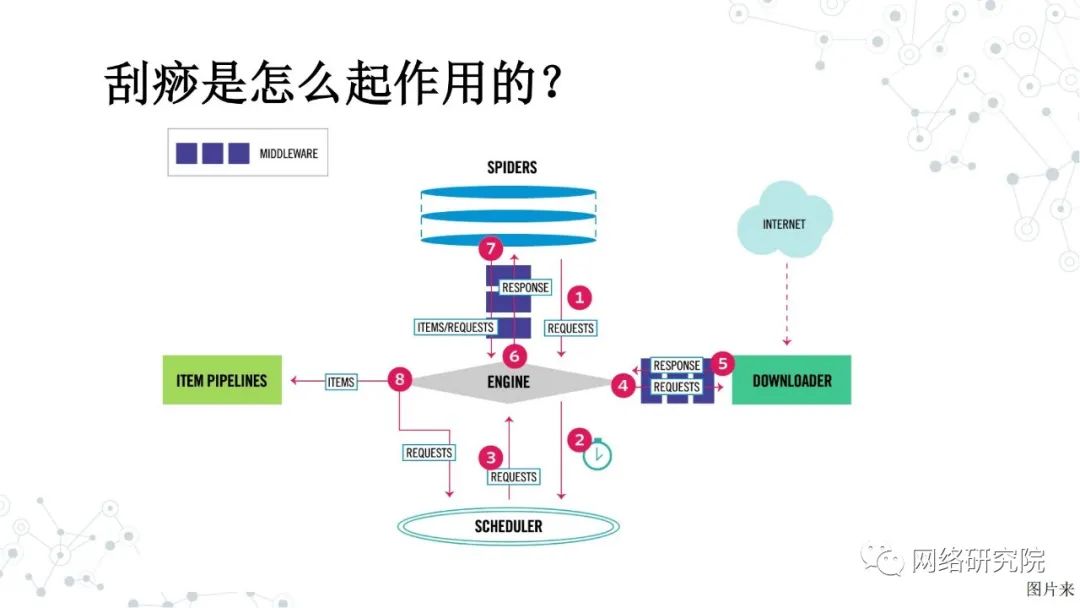 刮痧是怎么起作用的？
MIDDLEWARE
SPIDERS
INTERNET
7
RESPONSE
1
ITEMS/REQUESTS
REQUESTS
6
RESPONSE
5
ITEM PIPELINES
ITEMS
8
ENGINE
4
REQUESTS
DOWNLOADER
REQUESTS
3
2
REQUESTS
SCHEDULER
网络研究院
图片来